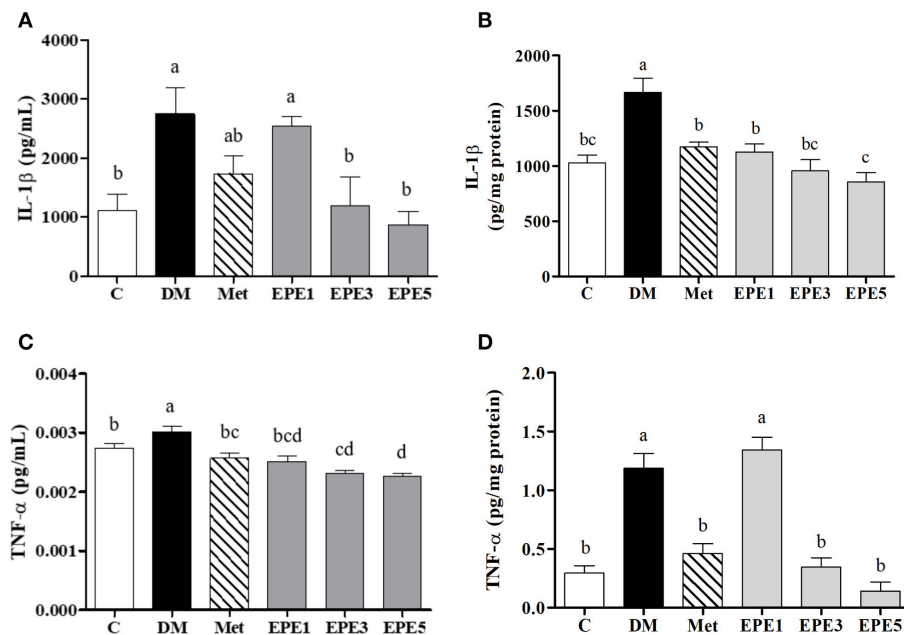 A
IL-1β (pg/mL)
4000
3000
2000
1000
0
b
a
ab
a
b
b
C DM Met EPE1 EPE3 EPE5
B
IL-1β
(pg/mg protein)
2000
1500
1000
500
0
bc
a
b
b
bc
c
C DM Met EPE1 EPE3 EPE5
C
TNF-α (pg/mL)
0.004
0.003
0.002
0.001
0.000
b
a
bc
bcd
cd
d
C DM Met EPE1 EPE3 EPE5
D
TNF-α (pg/mg protein)
2.0
1.5
1.0
0.5
0.0
b
a
b
a
b
b
C DM Met EPE1 EPE3 EPE5